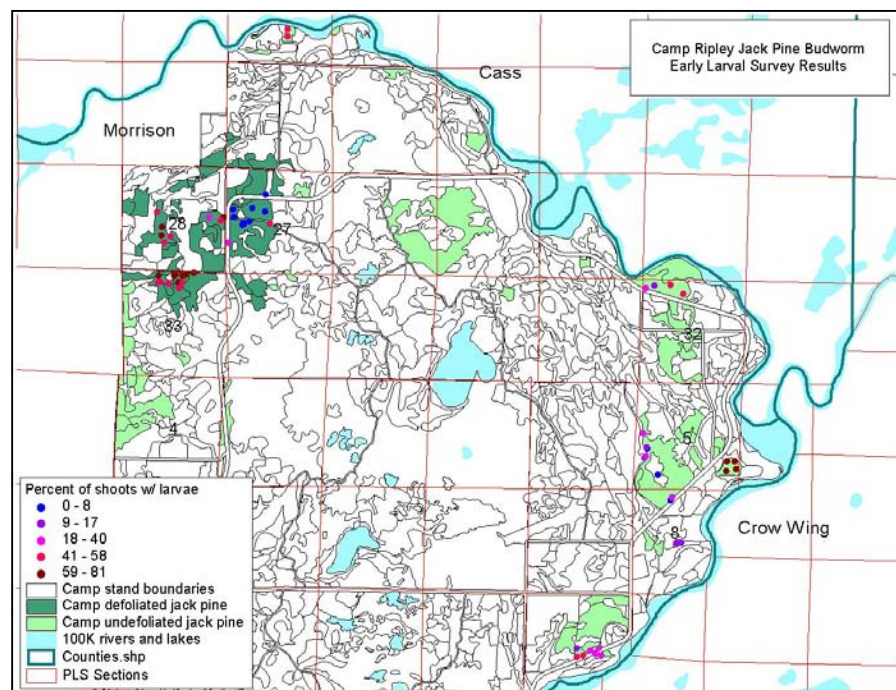 Camp Ripley Jack Pine Budworm
Early Larval Survey Results
Cass
Morrison
28
27
33
32
4
5
8
Crow Wing
Percent of shoots w/ larvae
0 - 8
9 - 17
18 - 40
41 - 58
59 - 81
Camp stand boundaries
Camp defoliated jack pine
Camp undefoliated jack pine
100K rivers and lakes
Counties.shp
PLS Sections